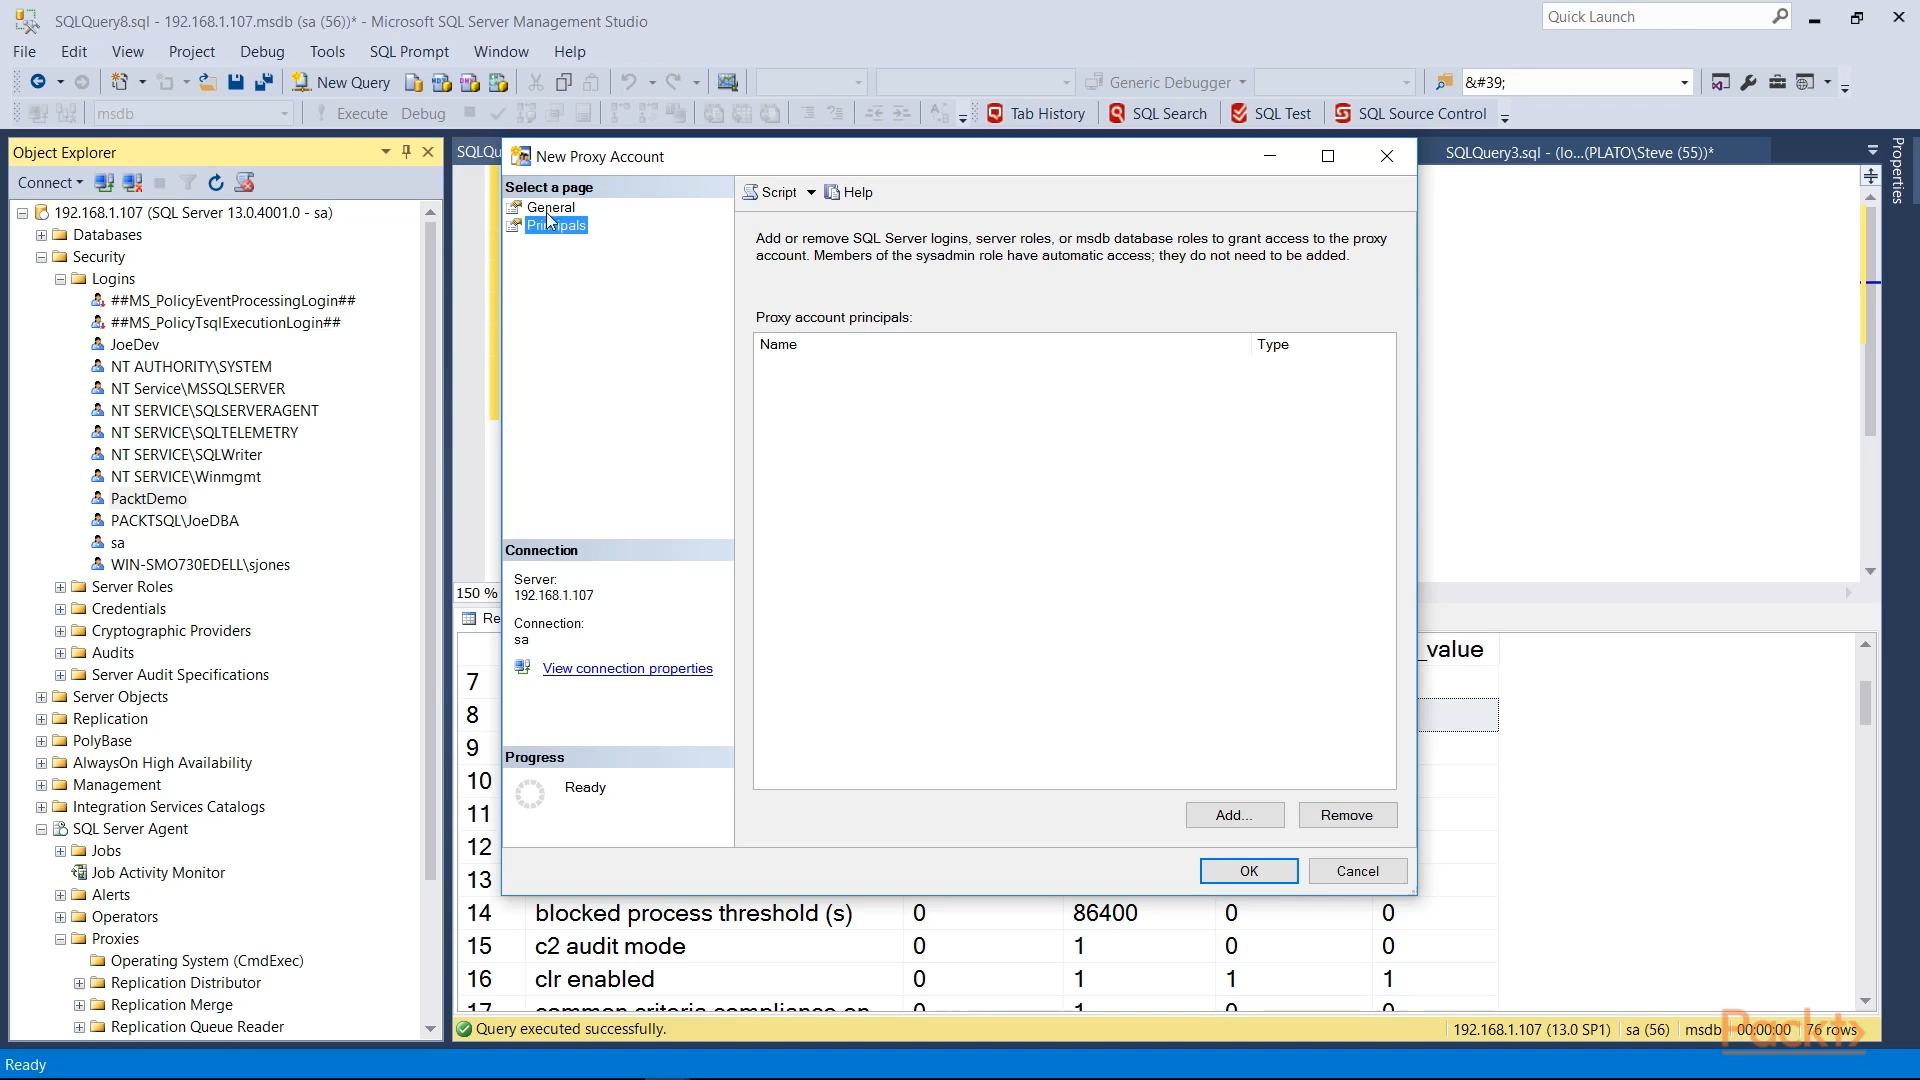 SQLQuery8.sql - 192.168.1.107.msdb (sa (56))* - Microsoft SQL Server Management Studio
Quick Launch
File Edit View Project Debug Tools SQL Prompt Window Help
New Query
Generic Debugger
&#39;
msdb
Execute Debug
Tab History
SQL Search
SQL Test
SQL Source Control
Object Explorer
Connect
192.168.1.107 (SQL Server 13.0.4001.0 - sa)
Databases
Security
Logins
##MS_PolicyEventProcessingLogin##
##MS_PolicyTsqlExecutionLogin##
JoeDev
NT AUTHORITY\SYSTEM
NT Service\MSSQLSERVER
NT SERVICE\SQLSERVERAGENT
NT SERVICE\SQLTELEMETRY
NT SERVICE\SQLWriter
NT SERVICE\Winmgmt
PacktDemo
PACKTSQL\JoeDBA
sa
WIN-SMO730EDELL\sjones
Server Roles
Credentials
Cryptographic Providers
Audits
Server Audit Specifications
Server Objects
Replication
PolyBase
AlwaysOn High Availability
Management
Integration Services Catalogs
SQL Server Agent
Jobs
Job Activity Monitor
Alerts
Operators
Proxies
Operating System (CmdExec)
Replication Distributor
Replication Merge
Replication Queue Reader
SQLQu
SQLQuery3.sql - (lo...(PLATO\Steve (55))*
Properties
New Proxy Account
Select a page
General
Principals
Script Help
Add or remove SQL Server logins, server roles, or msdb database roles to grant access to the proxy
account. Members of the sysadmin role have automatic access; they do not need to be added.
Proxy account principals:
Name Type
Connection
Server:
192.168.1.107
Connection:
sa
View connection properties
Progress
Ready
Add...
Remove
OK
Cancel
150 %
Re
_value
7
8
9
10
11
12
13
14 blocked process threshold (s) 0 86400 0 0
15 c2 audit mode 0 1 0 0
16 clr enabled 0 1 1 1
17 common criteria compliance en 0 1 0 0
Query executed successfully.
192.168.1.107 (13.0 SP1) sa (56) msdb 00:00:00 76 rows
Packt
Ready